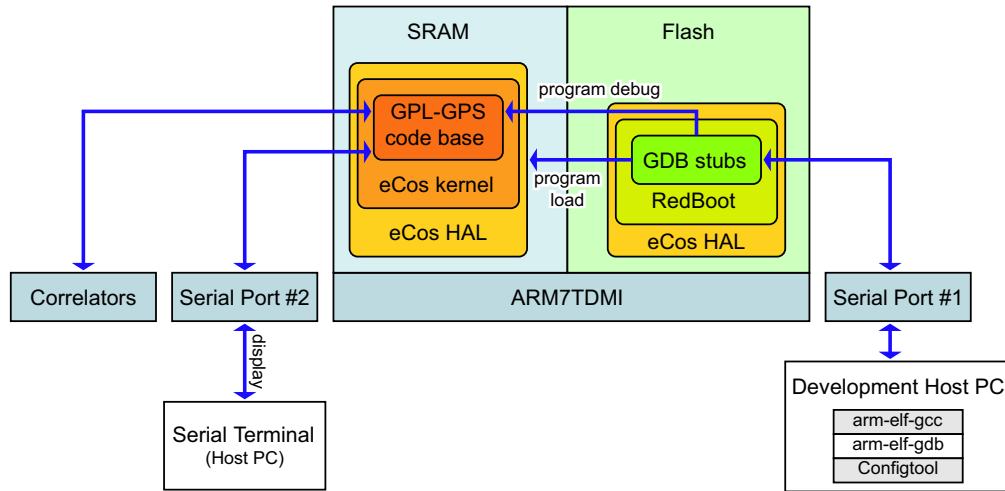 SRAM
Flash
program debug
GPL-GPS
code base
GDB stubs
eCos kernel
program
load
RedBoot
eCos HAL
eCos HAL
Correlators
Serial Port #2
ARM7TDMI
Serial Port #1
display
Development Host PC
arm-elf-gcc
arm-elf-gdb
Configtool
Serial Terminal
(Host PC)